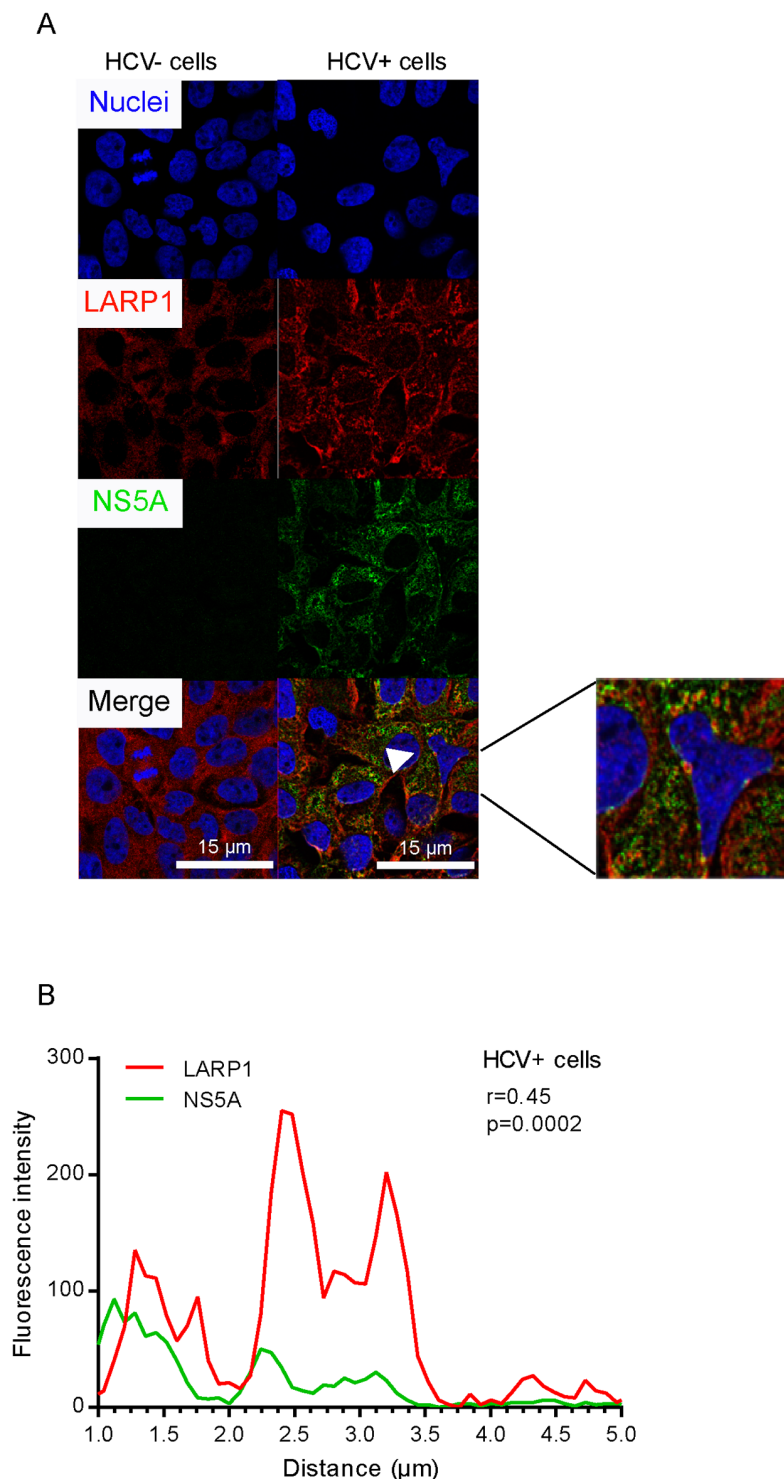 A
HCV- cells HCV+ cells
Nuclei
LARP1
NS5A
Merge
15 µm 15 µm
B
300
200
100
0
Fluorescence intensity
LARP1
NS5A
HCV+ cells
r=0.45
p=0.0002
1.0 1.5 2.0 2.5 3.0 3.5 4.0 4.5 5.0
Distance (µm)